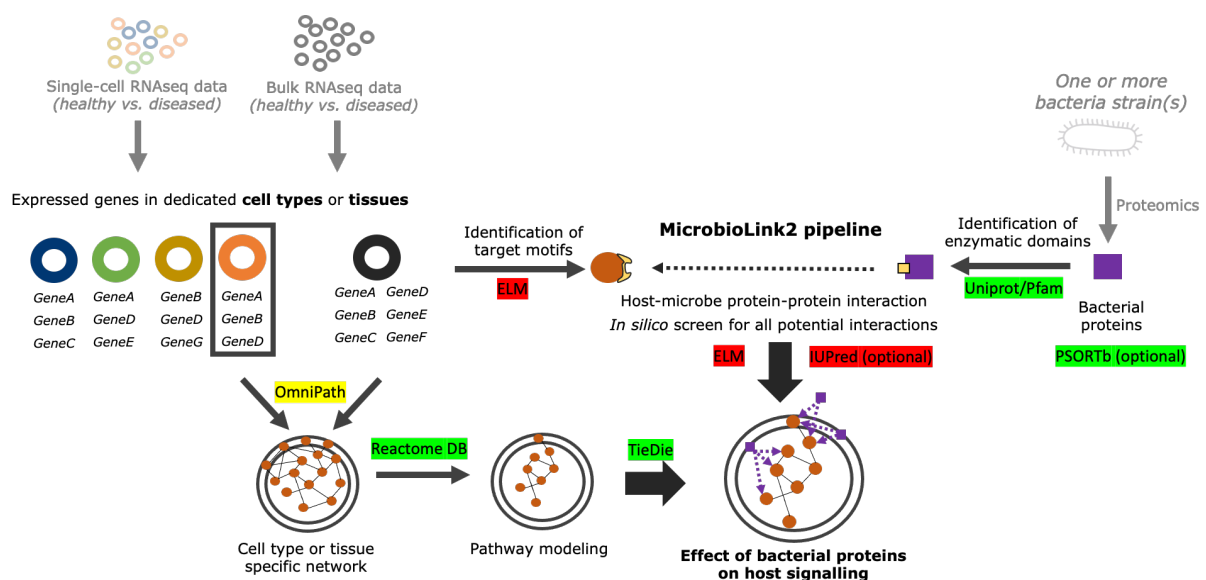 Single-cell RNAseq data
(healthy vs. diseased)
Bulk RNAseq data
(healthy vs. diseased)
One or more
bacteria strain(s)
Proteomics
Expressed genes in dedicated cell types or tissues
GeneA
GeneB
GeneC
GeneA
GeneD
GeneE
GeneB
GeneD
GeneG
GeneA
GeneB
GeneD
GeneA GeneD
GeneB GeneE
GeneC GeneF
Identification of
target motifs
ELM
MicrobioLink2 pipeline
Host-microbe protein-protein interaction
In silico screen for all potential interactions
ELM
IUPred (optional)
Identification of
enzymatic domains
Uniprot/Pfam
Bacterial
proteins
PSORTb (optional)
OmniPath
Reactome DB
TieDie
Cell type or tissue
specific network
Pathway modeling
Effect of bacterial proteins
on host signalling